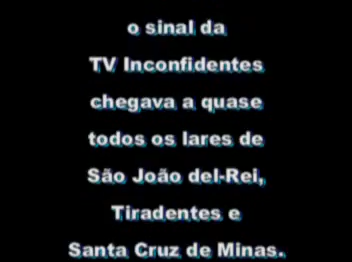 o sinal da
TV Inconfidentes
chegava a quase
todos os lares de
São João del-Rei,
Tiradentes e
Santa Cruz de Minas.